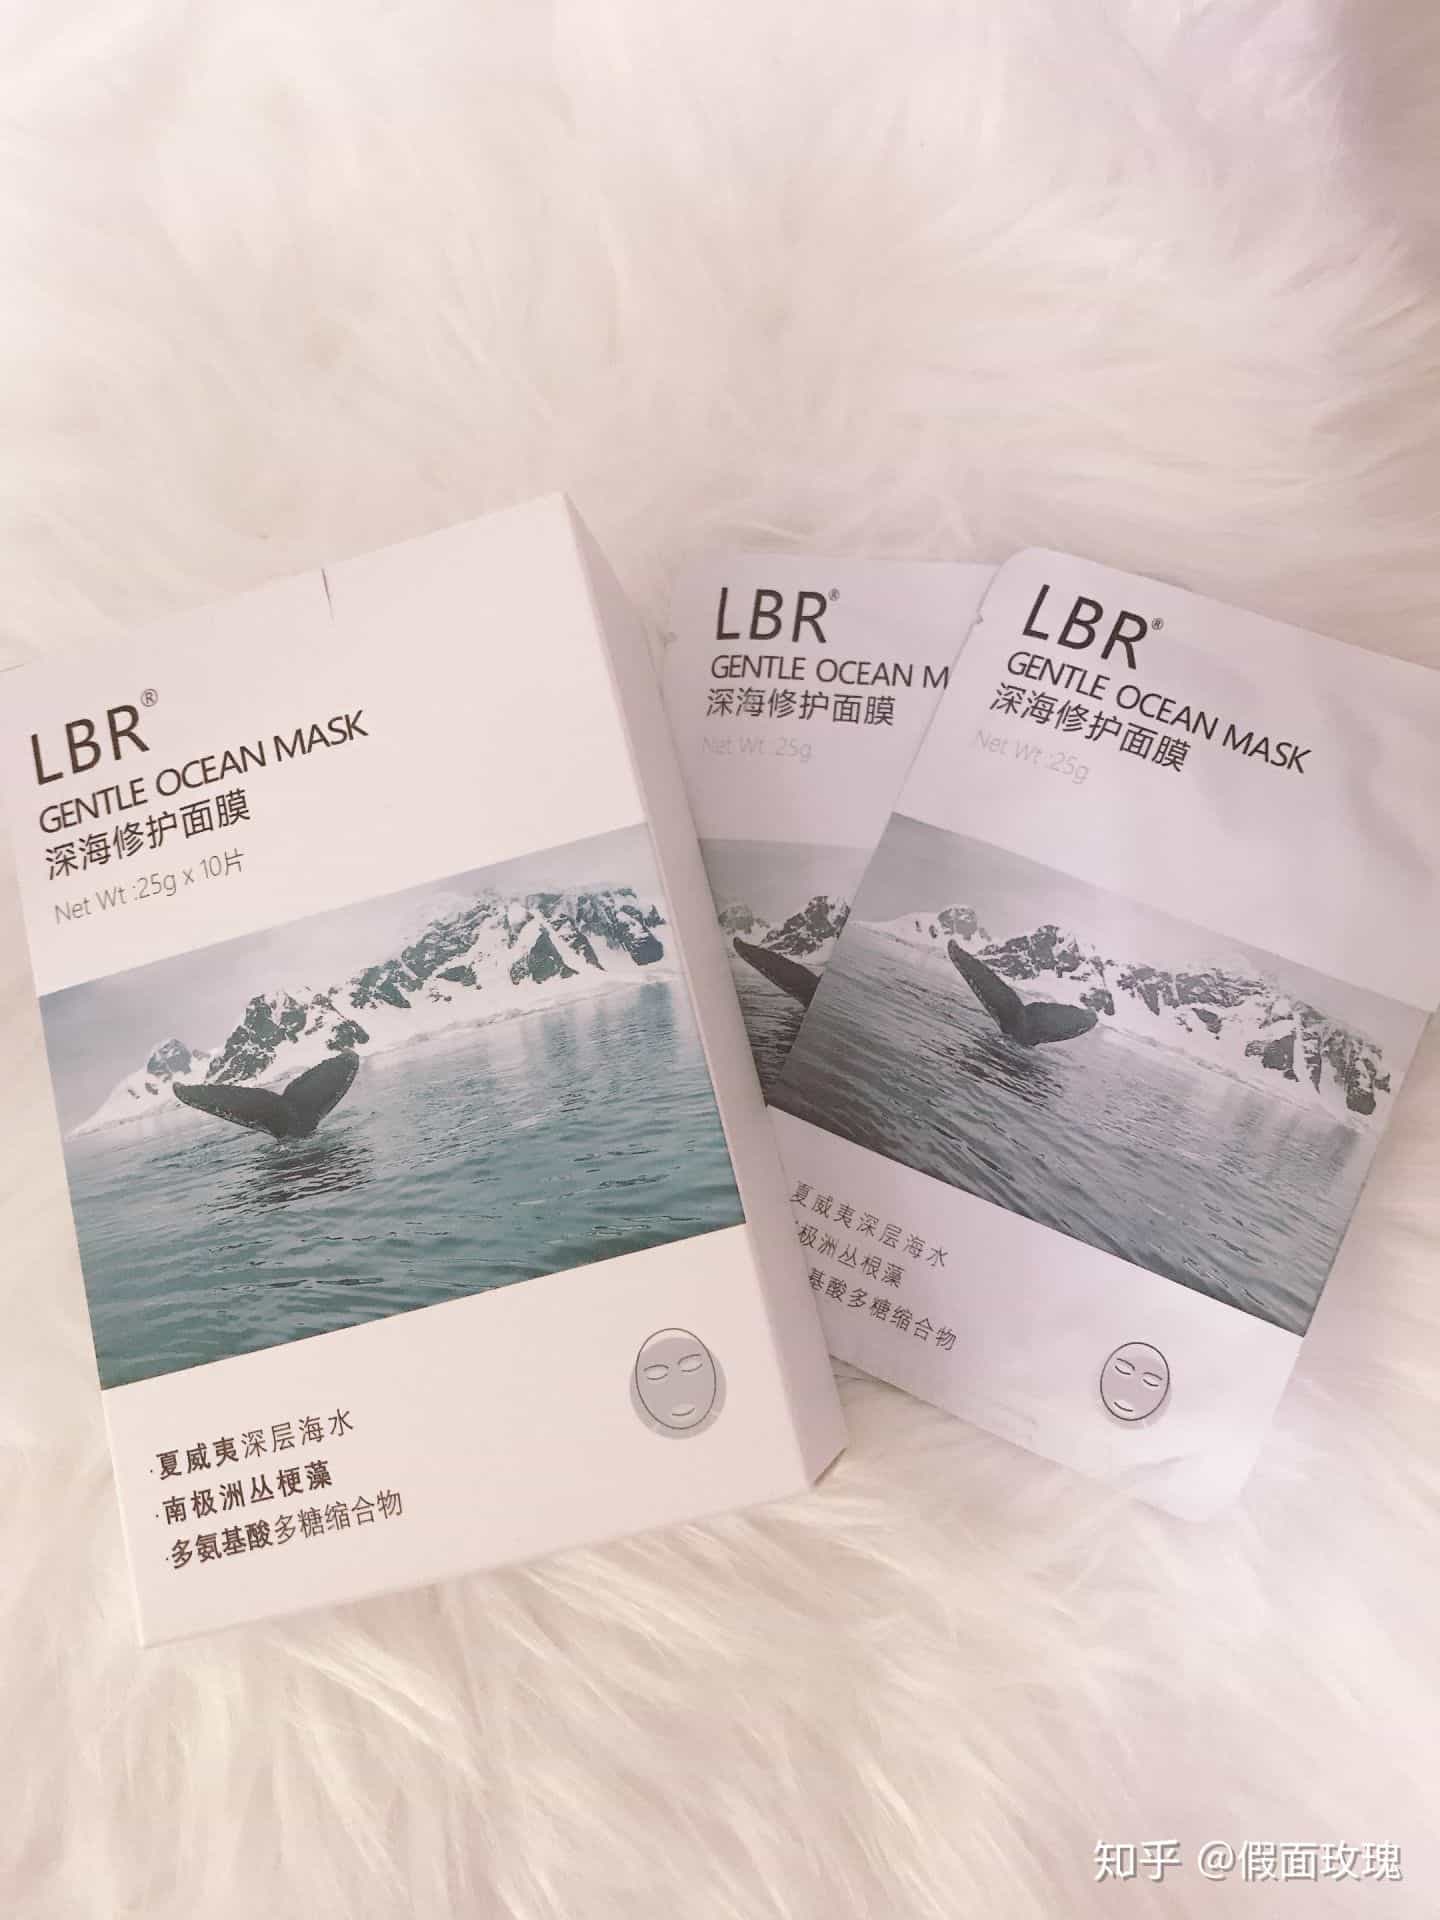 LBR®
GENTLE OCEAN MASK
深海修护面膜
Net Wt :25g x 10片
·夏威夷深层海水
·南极洲丛梗藻
·多氨基酸多糖缩合物
LBR®
GENTLE OCEAN M
深海修护面膜
Net Wt :25g
夏威夷深层海水
极洲丛根藻
基酸多糖缩合物
LBR®
GENTLE OCEAN MASK
深海修护面膜
Net Wt :25g
知乎 @假面玫瑰